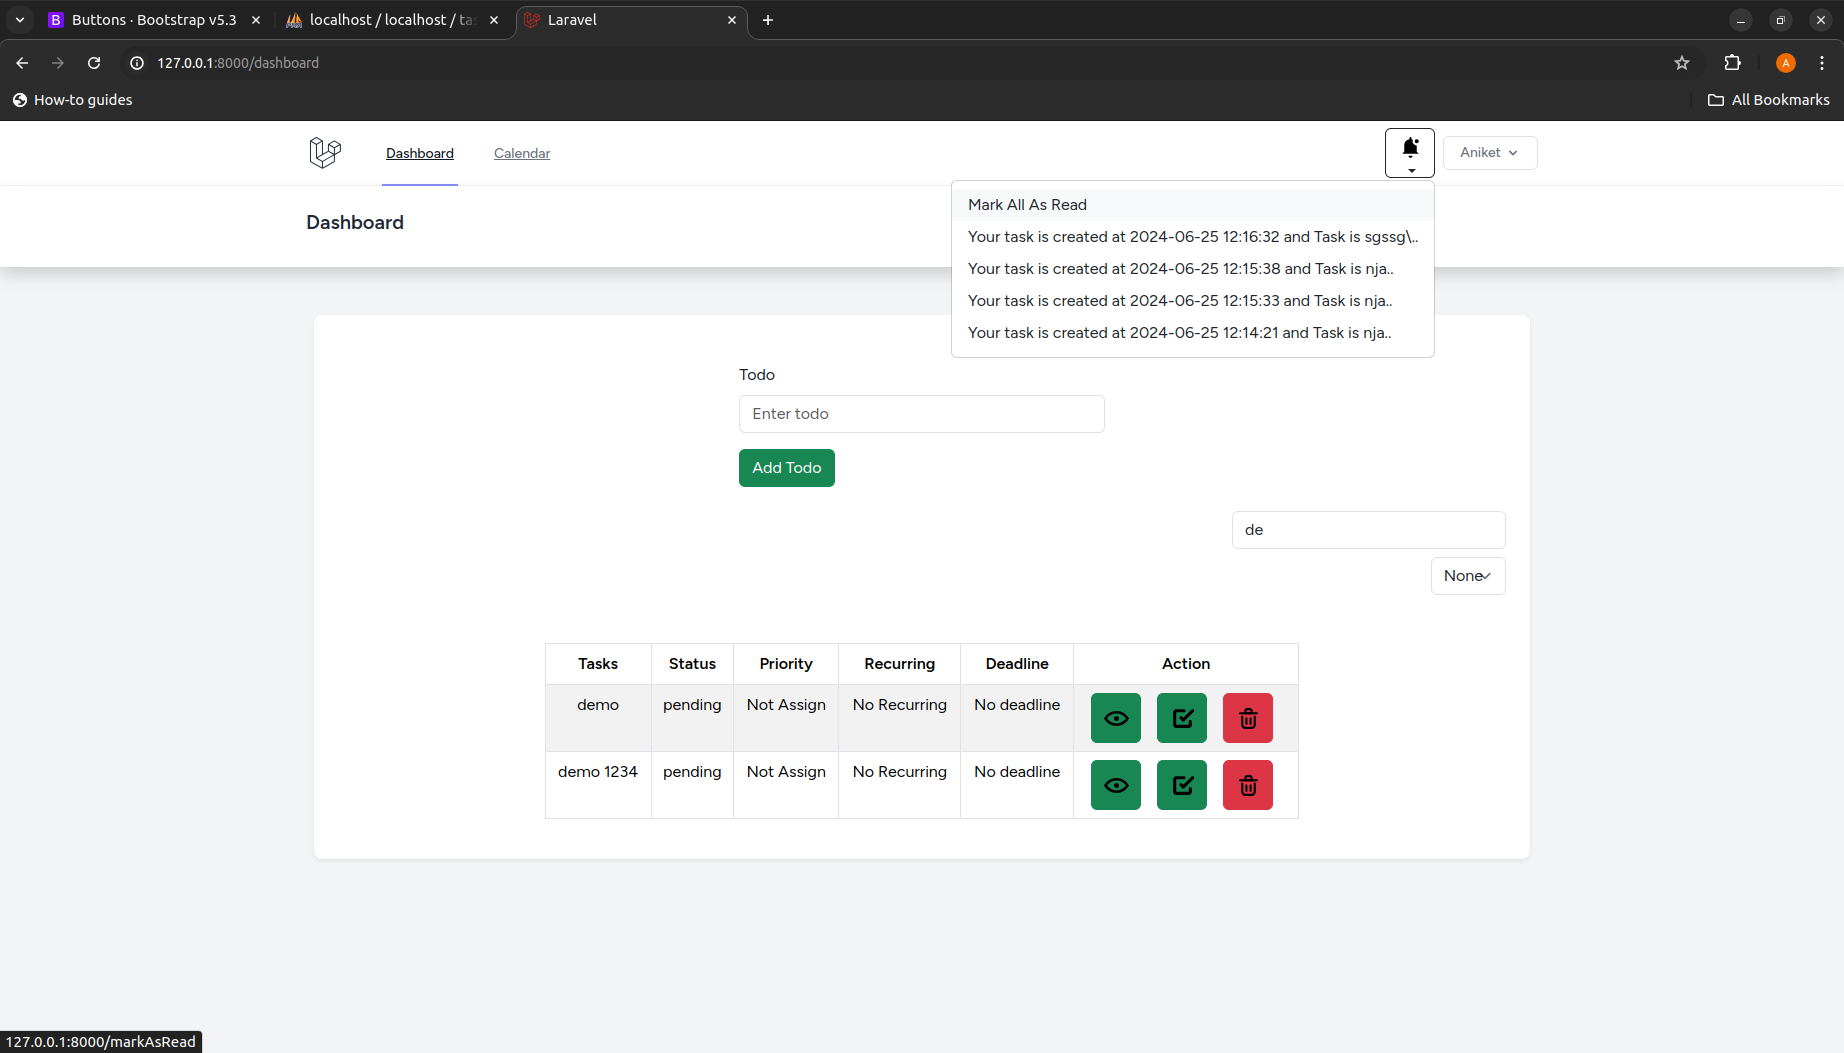 Buttons · Bootstrap v5.3
localhost / localhost / tas
Laravel
127.0.0.1:8000/dashboard
A
How-to guides
All Bookmarks
Dashboard
Calendar
Aniket
Dashboard
Mark All As Read
Your task is created at 2024-06-25 12:16:32 and Task is sgssg\..
Your task is created at 2024-06-25 12:15:38 and Task is nja..
Your task is created at 2024-06-25 12:15:33 and Task is nja..
Your task is created at 2024-06-25 12:14:21 and Task is nja..
Todo
Enter todo
Add Todo
de
None
Tasks Status Priority Recurring Deadline Action
demo pending Not Assign No Recurring No deadline
demo 1234 pending Not Assign No Recurring No deadline
127.0.0.1:8000/markAsRead